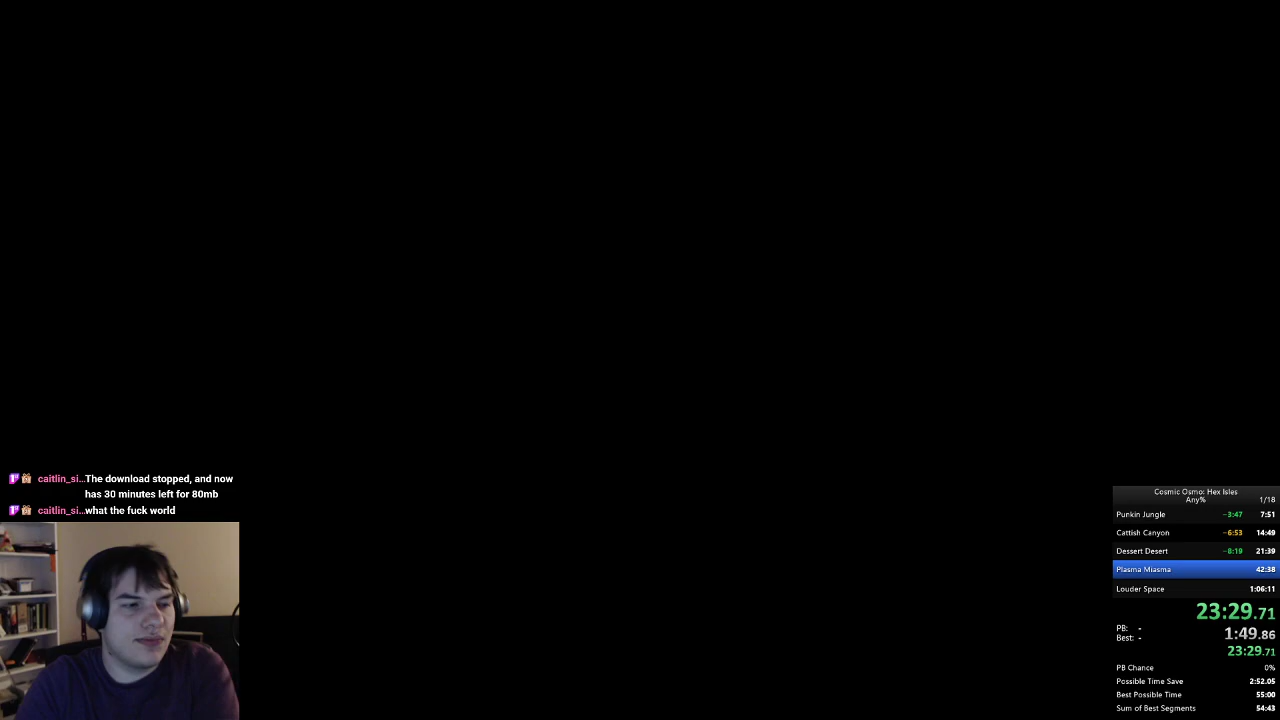 caitlin_si...The download stopped, and now
has 30 minutes left for 80mb
caitlin_si...what the fuck world
Cosmic Osmo: Hex Isles
Any% 1/18
Punkin Jungle −3:47 7:51
Cattish Canyon −6:53 14:49
Dessert Desert −8:19 21:39
Plasma Miasma 42:38
Louder Space 1:06:11
23:29.71
PB: - 1:49.86
Best: -
23:29.71
PB Chance 0%
Possible Time Save 2:52.05
Best Possible Time 55:00
Sum of Best Segments 54:43